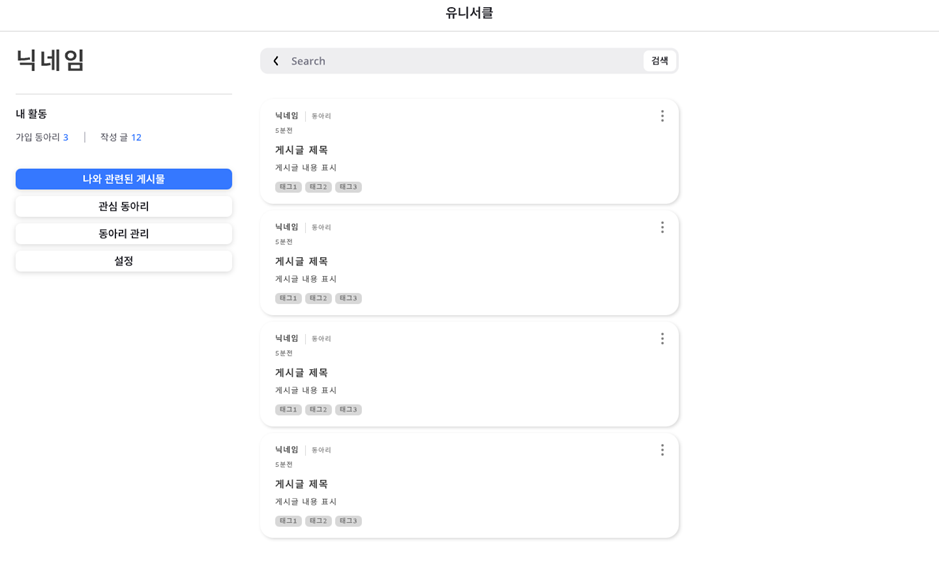 유니서클
닉네임
내 활동
가입 동아리 3 | 작성 글 12
나와 관련된 게시물
관심 동아리
동아리 관리
설정
Search 검색
닉네임 | 동아리
5분전
게시글 제목
게시글 내용 표시
태그1 태그2 태그3
닉네임 | 동아리
5분전
게시글 제목
게시글 내용 표시
태그1 태그2 태그3
닉네임 | 동아리
5분전
게시글 제목
게시글 내용 표시
태그1 태그2 태그3
닉네임 | 동아리
5분전
게시글 제목
게시글 내용 표시
태그1 태그2 태그3